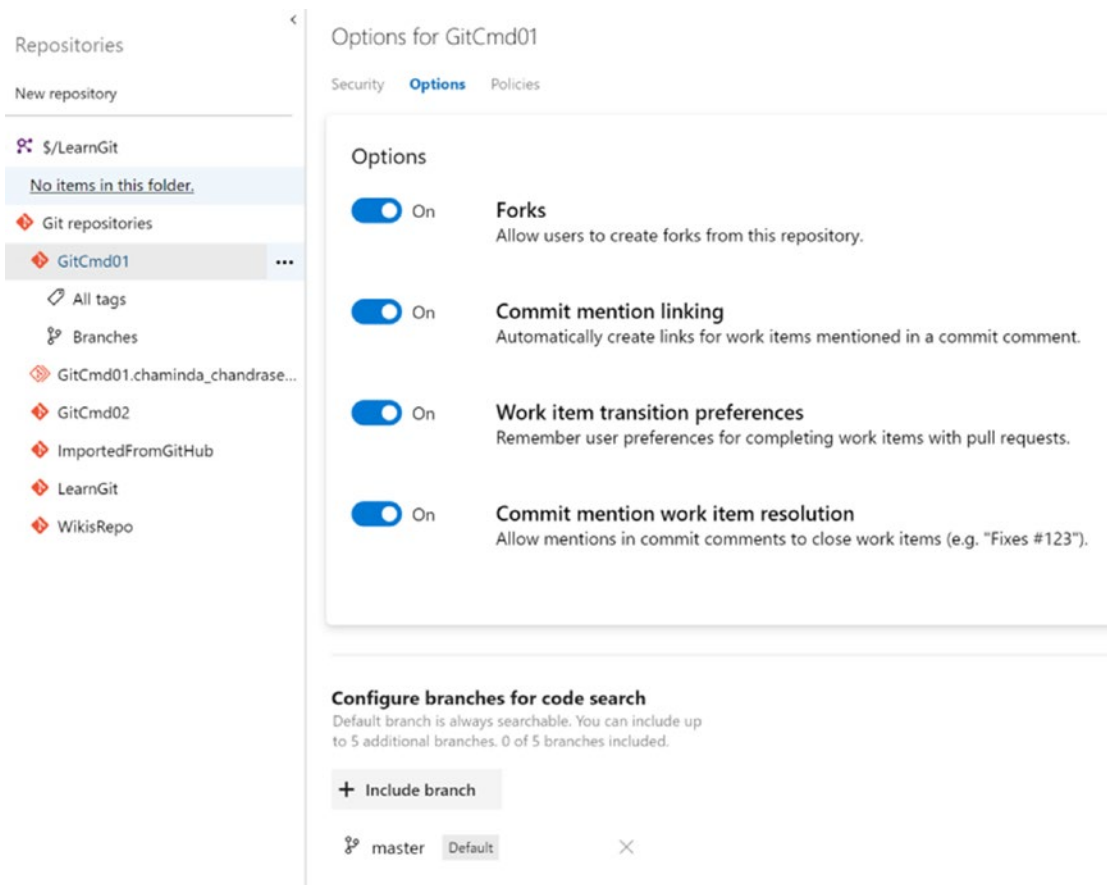 Repositories
New repository
$/LearnGit
No items in this folder.
Git repositories
GitCmd01
All tags
Branches
GitCmd01.chaminda_chandrase...
GitCmd02
ImportedFromGitHub
LearnGit
WikisRepo
Options for GitCmd01
Security Options Policies
Options
On Forks
Allow users to create forks from this repository.
On Commit mention linking
Automatically create links for work items mentioned in a commit comment.
On Work item transition preferences
Remember user preferences for completing work items with pull requests.
On Commit mention work item resolution
Allow mentions in commit comments to close work items (e.g. "Fixes #123").
Configure branches for code search
Default branch is always searchable. You can include up
to 5 additional branches. 0 of 5 branches included.
+ Include branch
master Default